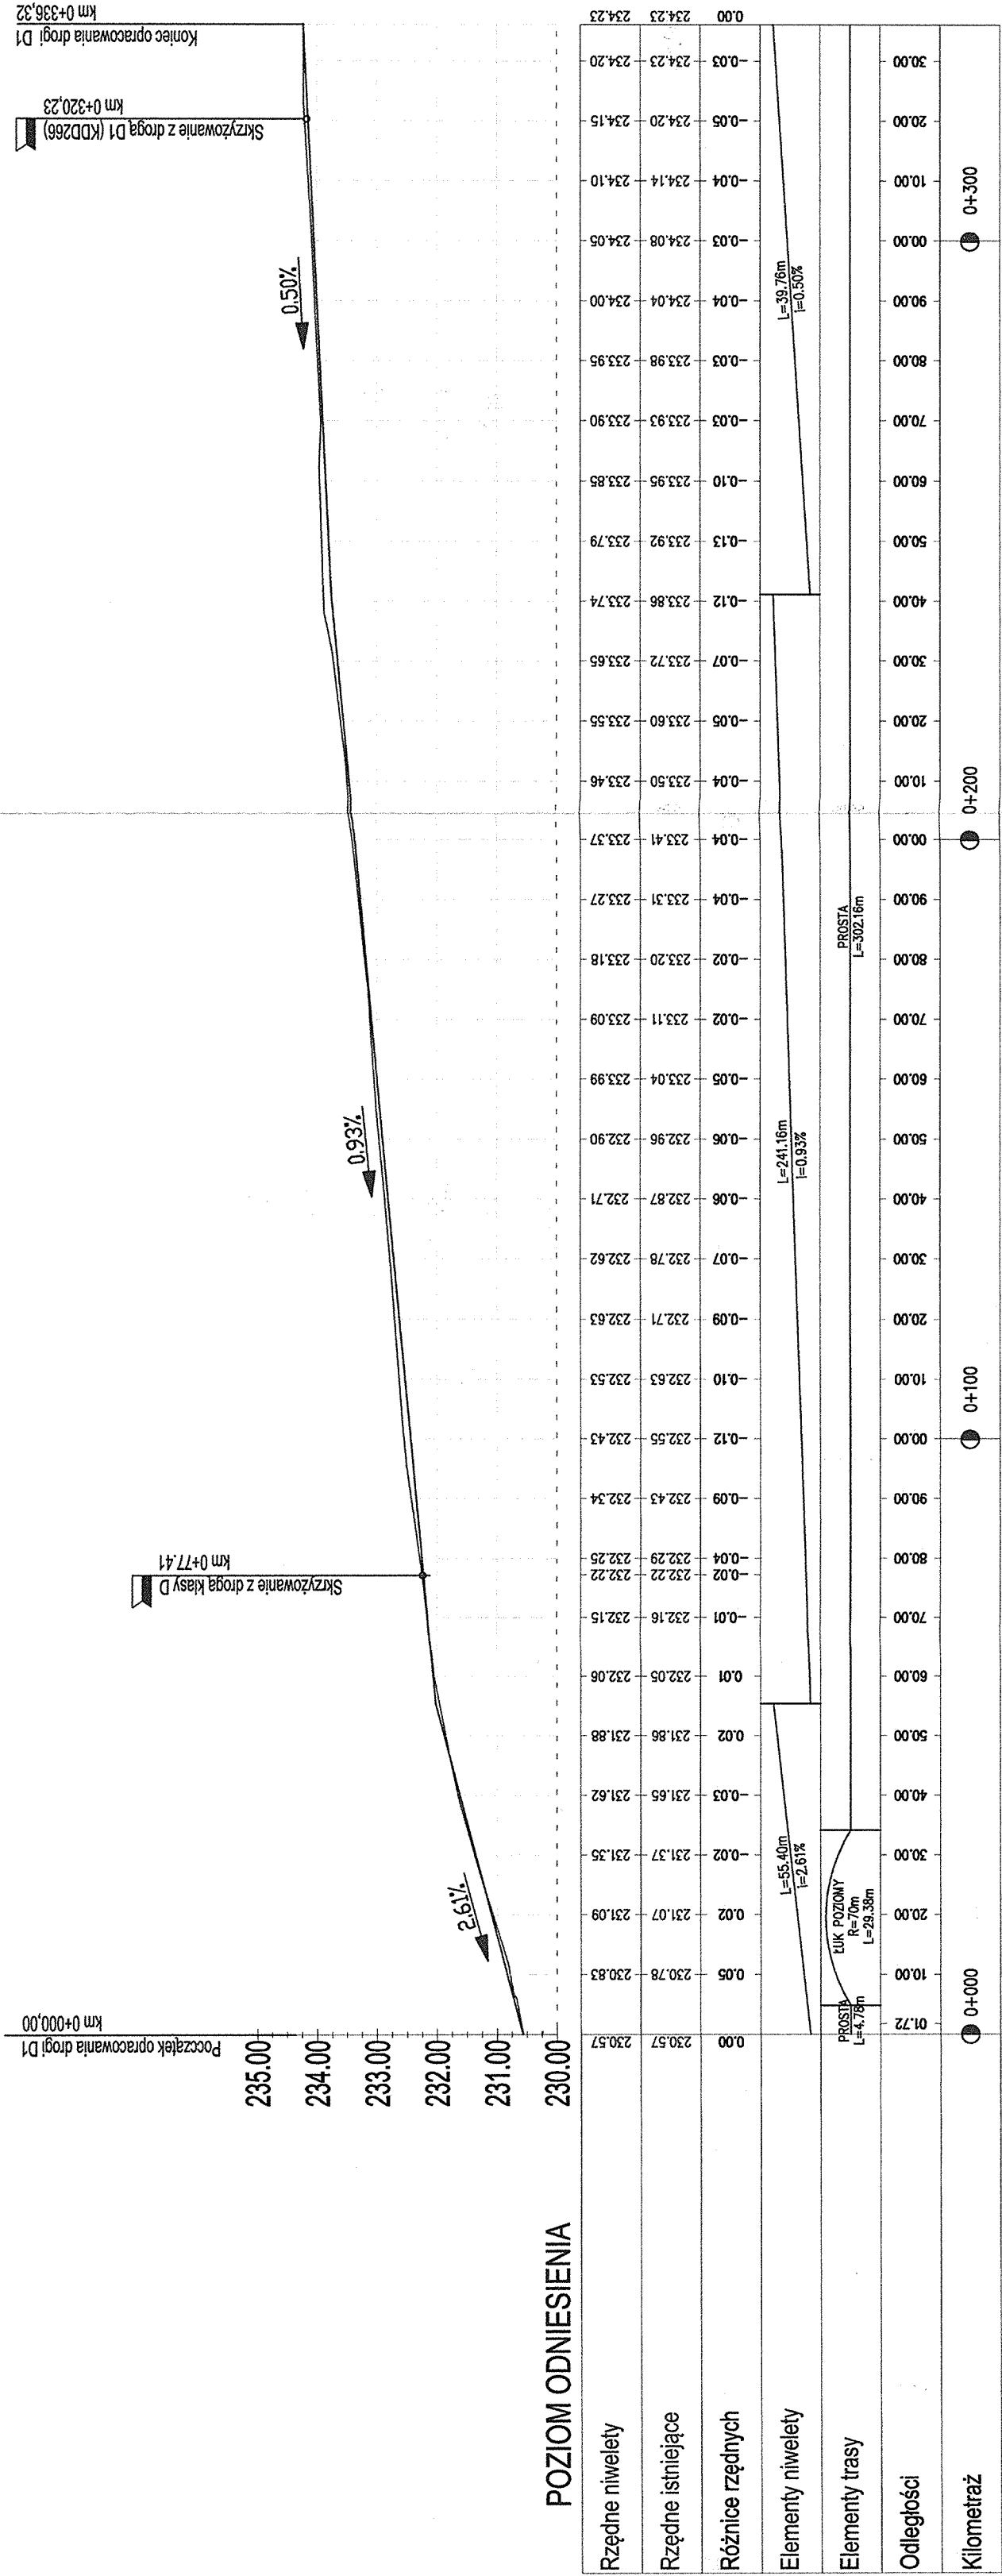 Początek opracowania drogi D1
km 0+000,00
Skrzyżowanie z drogą klasy D
km 0+77.41
Skrzyżowanie z drogą D1 (KDD266)
km 0+320,23
Koniec opracowania drogi D1
km 0+336,32
2.61%
0.93%
0.50%
235.00
234.00
233.00
232.00
231.00
230.00
POZIOM ODNIESIENIA
Rzędne niwelety 230.57 230.83 231.09 231.35 231.62 231.88 232.06 232.15 232.22 232.25 232.34 232.43 232.53 232.63 232.62 232.71 232.90 233.99 233.09 233.18 233.27 233.37 233.46 233.55 233.65 233.74 233.79 233.85 233.90 233.95 234.00 234.05 234.10 234.15 234.20 234.23
Rzędne istniejące 230.57 230.78 231.07 231.37 231.65 231.86 232.05 232.16 232.22 232.29 232.43 232.55 232.63 232.71 232.78 232.87 232.96 233.04 233.11 233.20 233.31 233.41 233.50 233.60 233.72 233.86 233.92 233.95 233.93 233.98 234.04 234.08 234.14 234.20 234.23 234.23
Różnice rzędnych 0.00 0.05 0.02 -0.02 0.03 0.02 0.01 -0.01 -0.02 -0.04 -0.09 -0.12 -0.10 -0.09 -0.07 -0.06 -0.06 -0.05 -0.02 -0.02 -0.04 -0.04 -0.04 -0.05 -0.07 -0.12 -0.13 -0.10 -0.03 -0.03 -0.04 -0.03 -0.04 -0.05 -0.03 0.00
Elementy niwelety
L=55.40m
i=2.61%
L=241.16m
i=0.93%
L=39.76m
i=0.50%
Elementy trasy
PROSTA
L=4.78m
ŁUK POZIOMY
R=70m
L=29.38m
PROSTA
L=302.16m
Odległości 01.72 10.00 20.00 30.00 40.00 50.00 60.00 70.00 80.00 90.00 00.00 10.00 20.00 30.00 40.00 50.00 60.00 70.00 80.00 90.00 00.00 10.00 20.00 30.00 40.00 50.00 60.00 70.00 80.00 90.00 00.00 10.00 20.00 30.00
Kilometraż 0+000 0+100 0+200 0+300